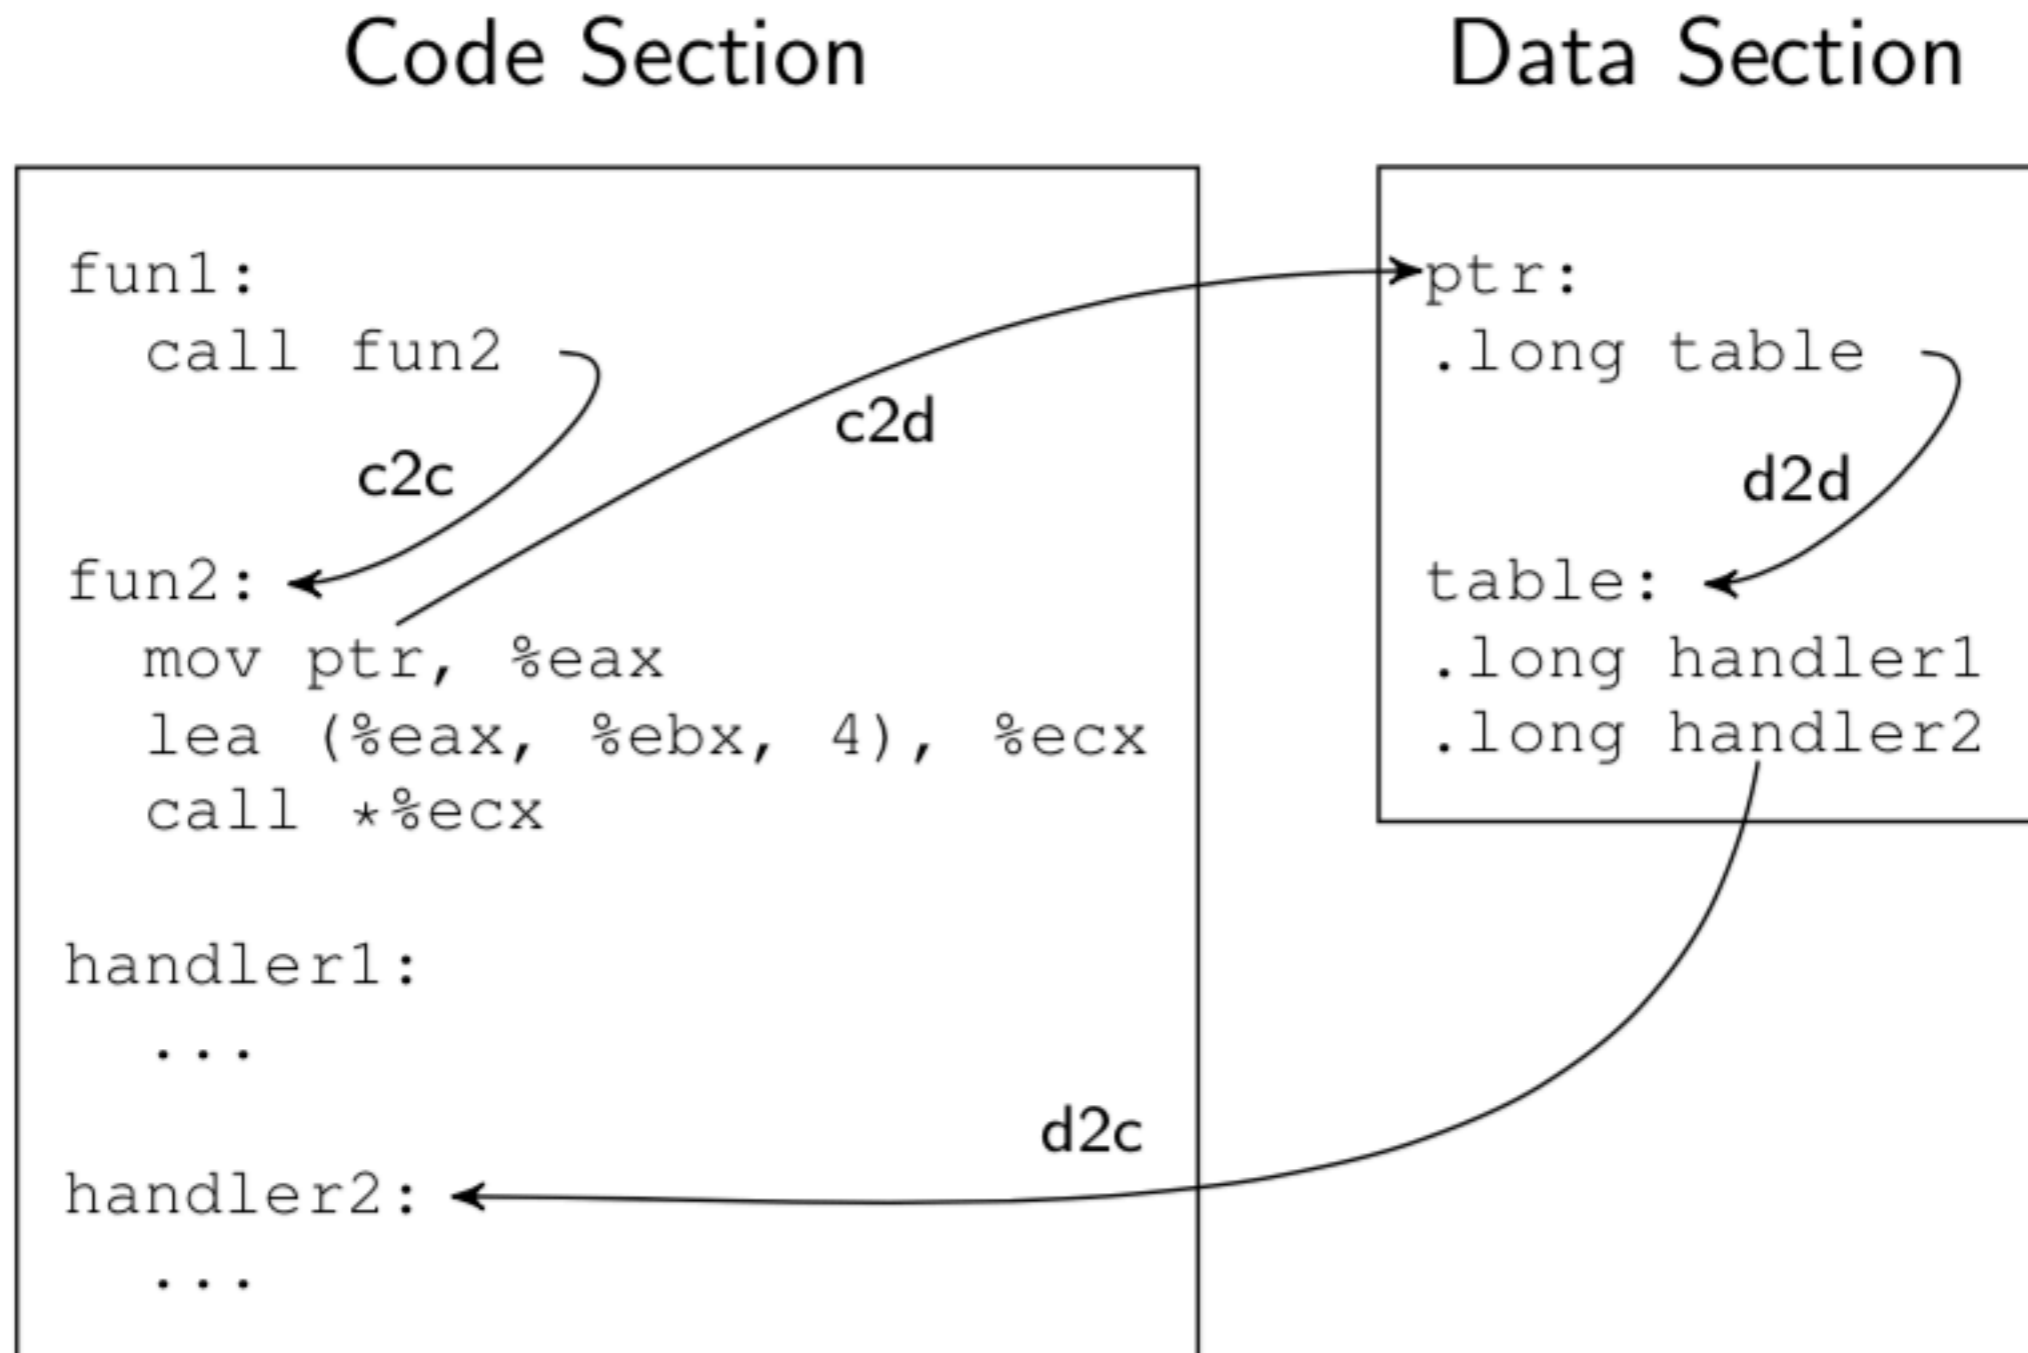 Code Section
fun1:
call fun2
c2c
c2d
fun2:
mov ptr, %eax
lea (%eax, %ebx, 4), %ecx
call *%ecx
handler1:
...
d2c
handler2:
...
Data Section
ptr:
.long table
d2d
table:
.long handler1
.long handler2